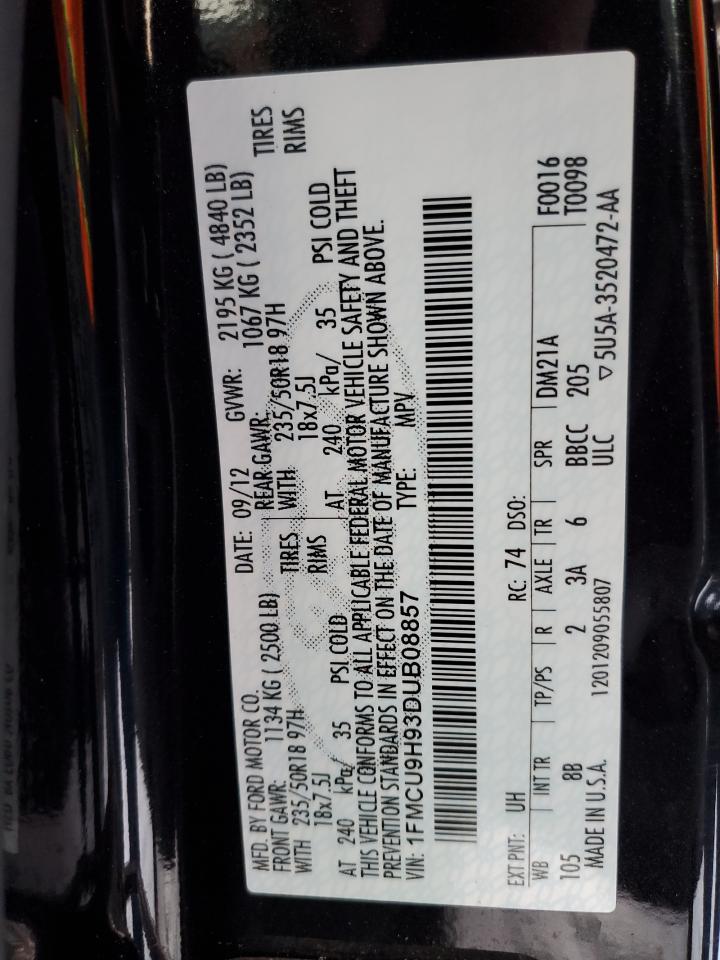 MFD. BY FORD MOTOR CO.
DATE: 09/12 GVWR: 2195 KG ( 4840 LB)
FRONT GAWR: 1134 KG ( 2500 LB) REAR GAWR: 1067 KG ( 2352 LB)
WITH 235/50R18 97H TIRES WITH 235/50R18 97H TIRES
18x7.5J RIMS 18x7.5J RIMS
AT 240 kPa/ 35 PSI COLD AT 240 kPa/ 35 PSI COLD
THIS VEHICLE CONFORMS TO ALL APPLICABLE FEDERAL MOTOR VEHICLE SAFETY AND THEFT
PREVENTION STANDARDS IN EFFECT ON THE DATE OF MANUFACTURE SHOWN ABOVE.
VIN: 1FMCU9H93DUB08857 TYPE: MPV
EXT PNT: UH RC: 74 DSO:
WB INT TR TP/PS R AXLE TR SPR DM21A F0016
105 8B 2 3A 6 BBCC 205 T0098
ULC
MADE IN U.S.A. 1201209055807 ▽5U5A-3520472-AA